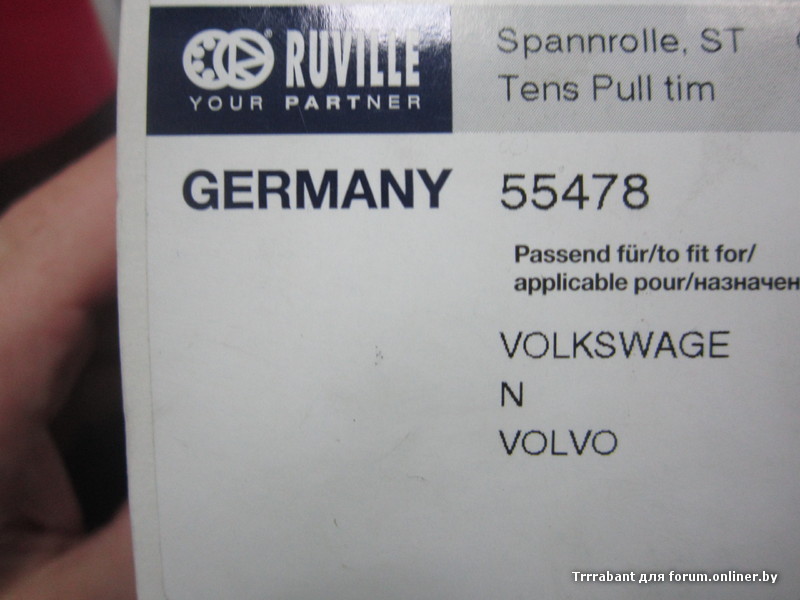 RUVILLE
YOUR PARTNER
Spannrolle, ST
Tens Pull tim
GERMANY 55478
Passend für/to fit for/
applicable pour/назначен
VOLKSWAGE
N
VOLVO
Trrrabant для forum.onliner.by